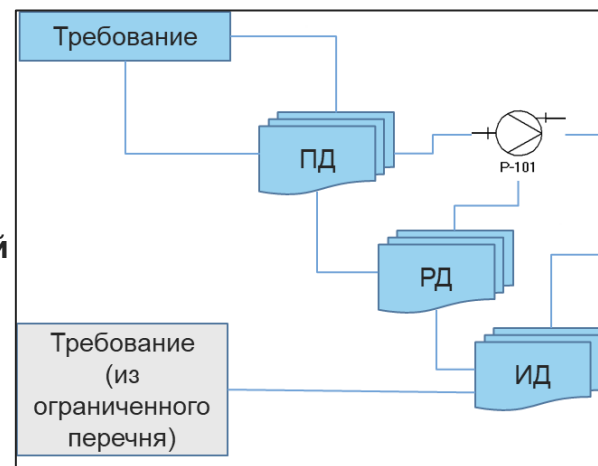 Требование
ПД
P-101
й
РД
Требование
(из
ограниченного
перечня)
ИД